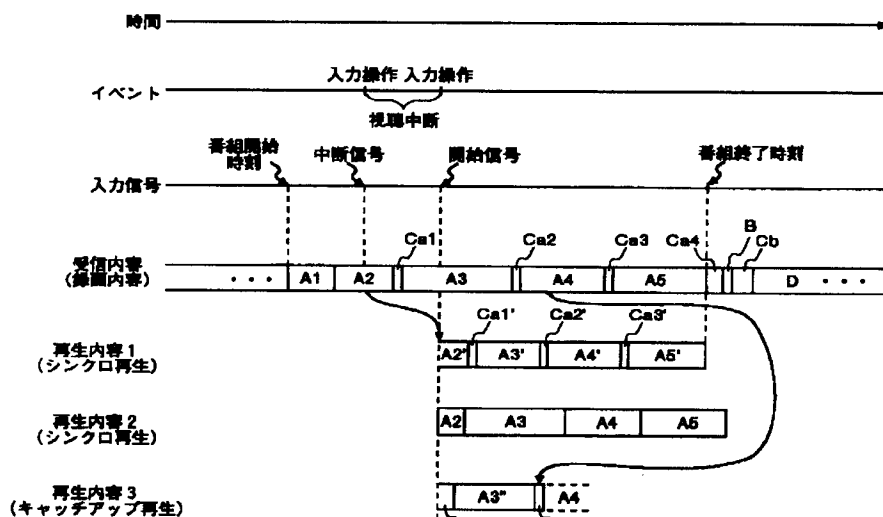 時間
イベント
入力操作 入力操作
視聴中断
番組開始
時刻
中断信号
開始信号
番組終了時刻
入力信号
Ca1
Ca2
Ca3
Ca4
B
Cb
受信内容
(録画内容)
・・・ A1 A2 A3 A4 A5 D ・・・
Ca1' Ca2' Ca3'
再生内容1
(シンクロ再生)
A2' A3' A4' A5'
再生内容2
(シンクロ再生)
A2 A3 A4 A5
再生内容3
(キャッチアップ再生)
A3" A4